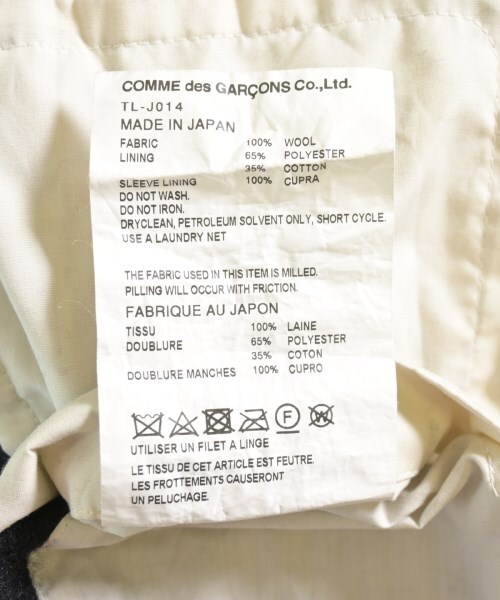 COMME des GARÇONS Co.,Ltd.
TL-J014
MADE IN JAPAN
FABRIC 100% WOOL
LINING 65% POLYESTER
35% COTTON
SLEEVE LINING 100% CUPRA
DO NOT WASH.
DO NOT IRON.
DRYCLEAN, PETROLEUM SOLVENT ONLY, SHORT CYCLE.
USE A LAUNDRY NET
THE FABRIC USED IN THIS ITEM IS MILLED.
PILLING WILL OCCUR WITH FRICTION.
FABRIQUE AU JAPON
TISSU 100% LAINE
DOUBLURE 65% POLYESTER
35% COTON
DOUBLURE MANCHES 100% CUPRO
F W
UTILISER UN FILET A LINGE
LE TISSU DE CET ARTICLE EST FEUTRE.
LES FROTTEMENTS CAUSERONT
UN PELUCHAGE.